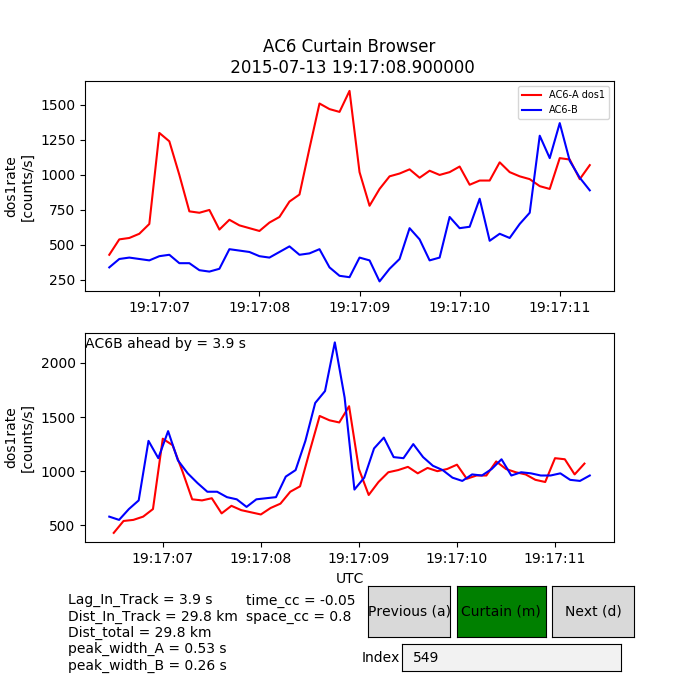 AC6 Curtain Browser
2015-07-13 19:17:08.900000
AC6-A dos1
AC6-B
dos1rate
[counts/s]
1500
1250
1000
750
500
250
19:17:07 19:17:08 19:17:09 19:17:10 19:17:11
AC6B ahead by = 3.9 s
dos1rate
[counts/s]
2000
1500
1000
500
19:17:07 19:17:08 19:17:09 19:17:10 19:17:11
UTC
Lag_In_Track = 3.9 s
Dist_In_Track = 29.8 km
Dist_total = 29.8 km
peak_width_A = 0.53 s
peak_width_B = 0.26 s
time_cc = -0.05
space_cc = 0.8
Previous (a) Curtain (m) Next (d)
Index 549